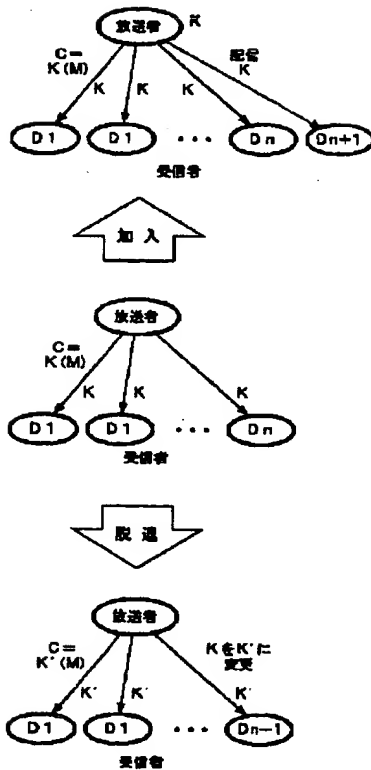 放送者 K
C=
K(M)
配信
K
K K K
D1 D1 ・・・ Dn Dn+1
受信者
加入
放送者
C=
K(M)
K K K
D1 D1 ・・・ Dn
受信者
脱退
放送者
C=
K'(M)
KをK'に
変更
K' K' K'
D1 D1 ・・・ Dn-1
受信者